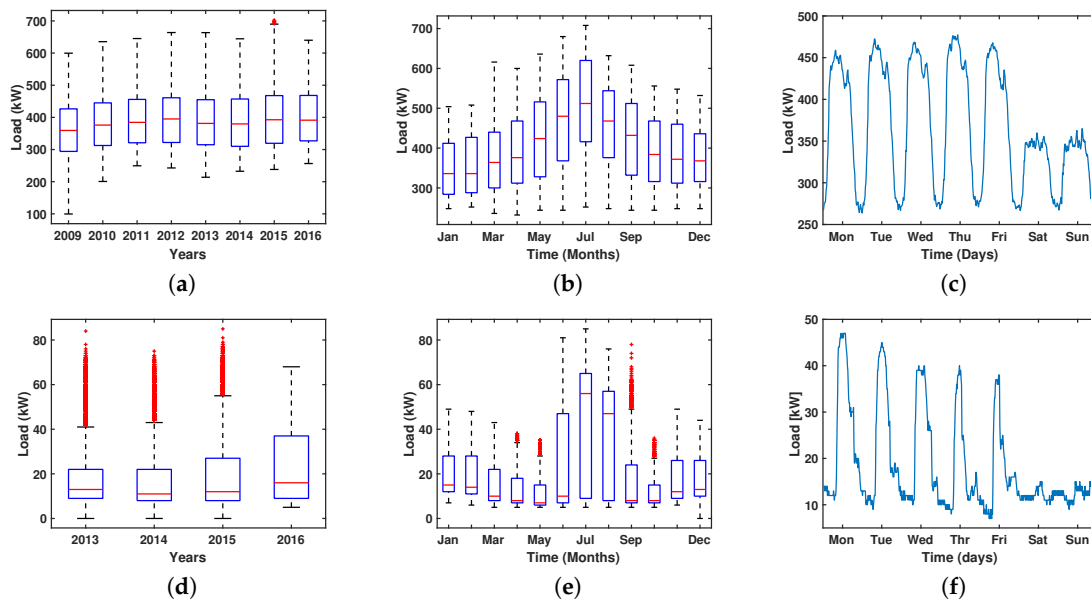 700
600
500
400
300
200
100
Load (kW)
2009 2010 2011 2012 2013 2014 2015 2016
Years
(a)
700
600
500
400
300
Load (kW)
Jan Mar May Jul Sep Dec
Time (Months)
(b)
500
450
400
350
300
250
Load (kW)
Mon Tue Wed Thu Fri Sat Sun
Time (Days)
(c)
80
60
40
20
0
Load (kW)
2013 2014 2015 2016
Years
(d)
80
60
40
20
0
Load (kW)
Jan Mar May Jul Sep Dec
Time (Months)
(e)
50
40
30
20
10
Load [kW]
Mon Tue Wed Thr Fri Sat Sun
Time (days)
(f)